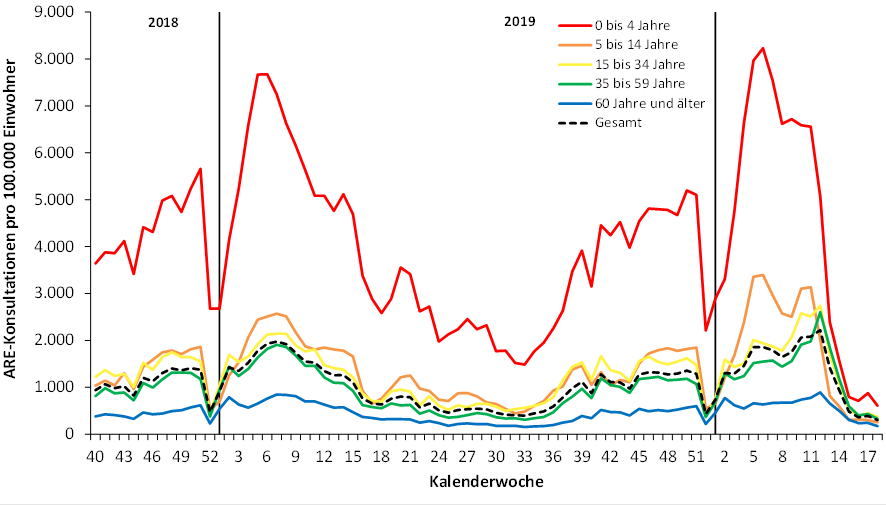 2018
2019
0 bis 4 Jahre
5 bis 14 Jahre
15 bis 34 Jahre
35 bis 59 Jahre
60 Jahre und älter
Gesamt
ARE-Konsultationen pro 100.000 Einwohner
9.000
8.000
7.000
6.000
5.000
4.000
3.000
2.000
1.000
0
40 43 46 49 52 3 6 9 12 15 18 21 24 27 30 33 36 39 42 45 48 51 2 5 8 11 14 17
Kalenderwoche